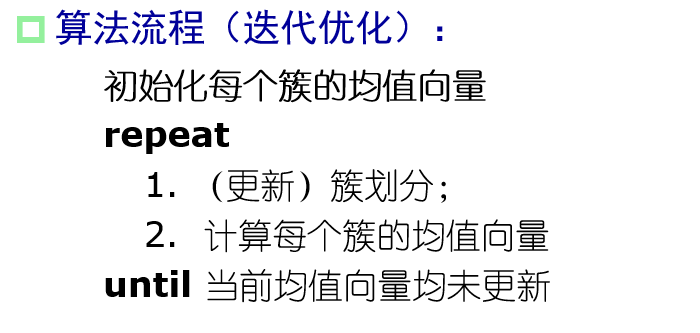 算法流程（迭代优化）：
初始化每个簇的均值向量
repeat
1. （更新）簇划分；
2. 计算每个簇的均值向量
until 当前均值向量均未更新